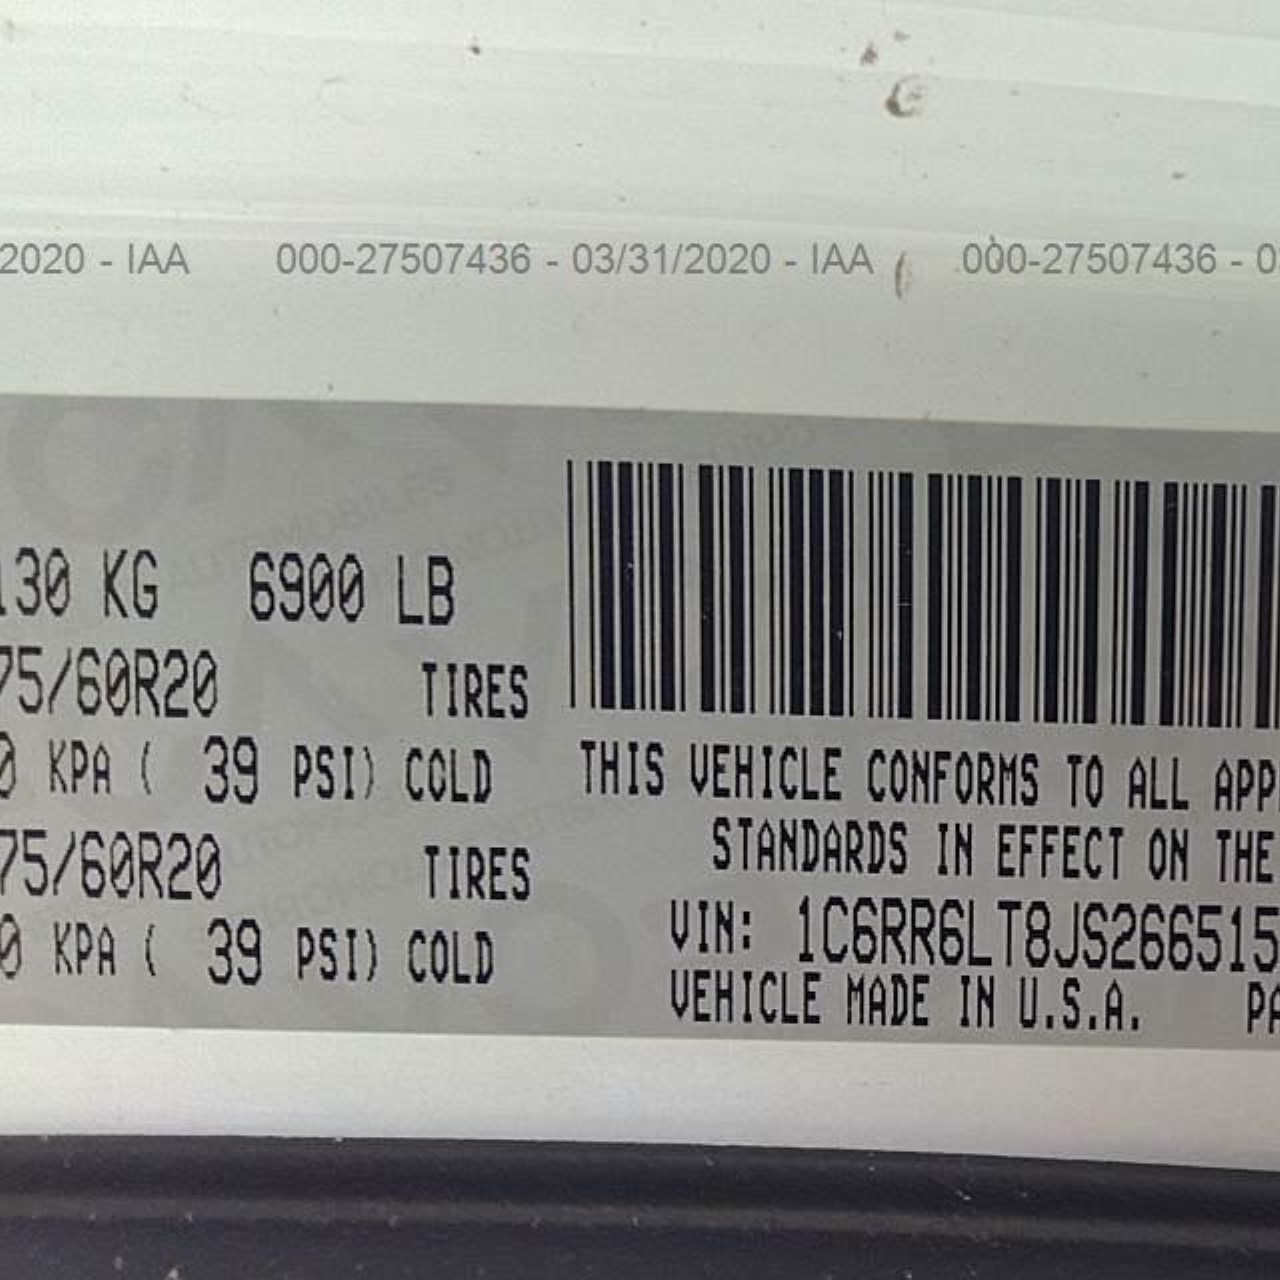 2020 - IAA 000-27507436 - 03/31/2020 - IAA 000-27507436 - 0
130 KG 6900 LB
75/60R20 TIRES
0 KPA ( 39 PSI) COLD
75/60R20 TIRES
0 KPA ( 39 PSI) COLD
THIS VEHICLE CONFORMS TO ALL APP
STANDARDS IN EFFECT ON THE
VIN: 1C6RR6LT8JS266515
VEHICLE MADE IN U.S.A. PA